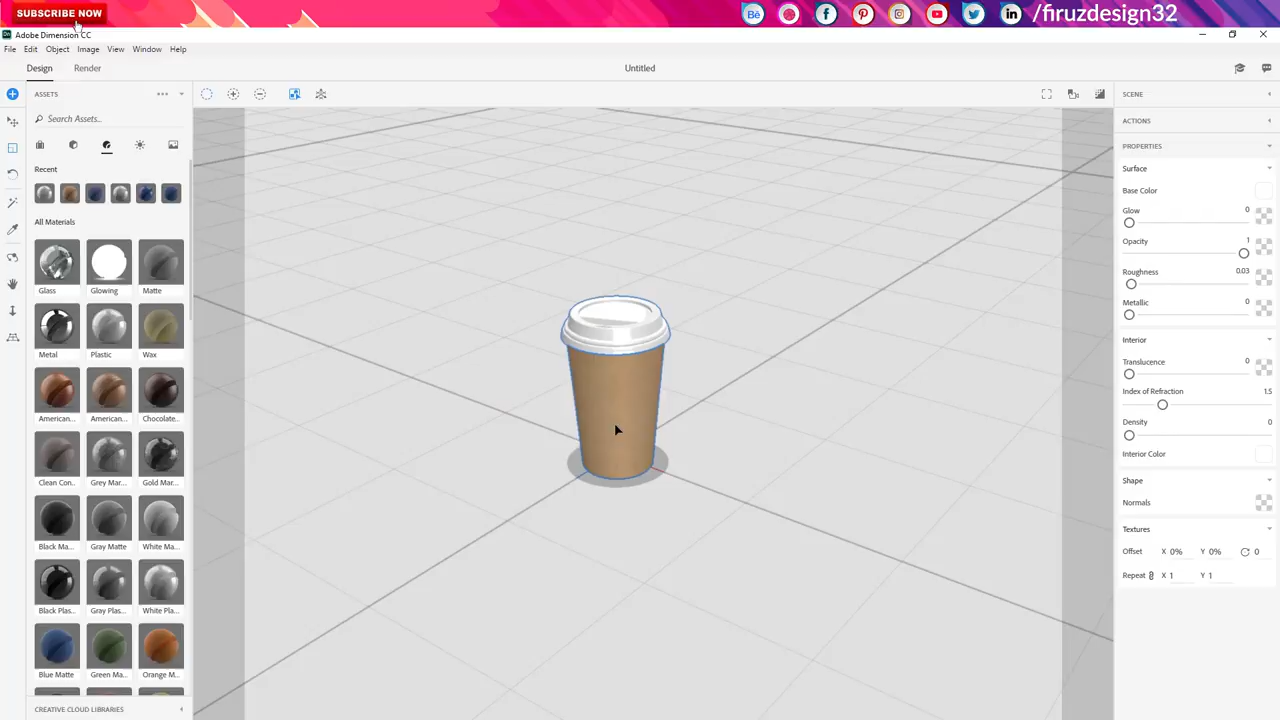 SUBSCRIBE NOW
Bē
/firuzdesign32
Dn Adobe Dimension CC
File Edit Object Image View Window Help
Design Render
Untitled
ASSETS
Search Assets..
Recent
All Materials
Glass Glowing Matte
Metal Plastic Wax
American... American... Chocolate..
Clean Con.. Grey Mar... Gold Mar..
Black Ma... Gray Matte White Ma...
Black Plas... Gray Plas... White Pla...
Blue Matte Green Ma... Orange M...
CREATIVE CLOUD LIBRARIES
SCENE
ACTIONS
PROPERTIES
Surface
Base Color
Glow 0
Opacity 1
Roughness 0.03
Metallic 0
Interior
Translucence 0
Index of Refraction 1.5
Density 0
Interior Color
Shape
Normals
Textures
Offset X 0% Y 0% 0
Repeat X 1 Y 1